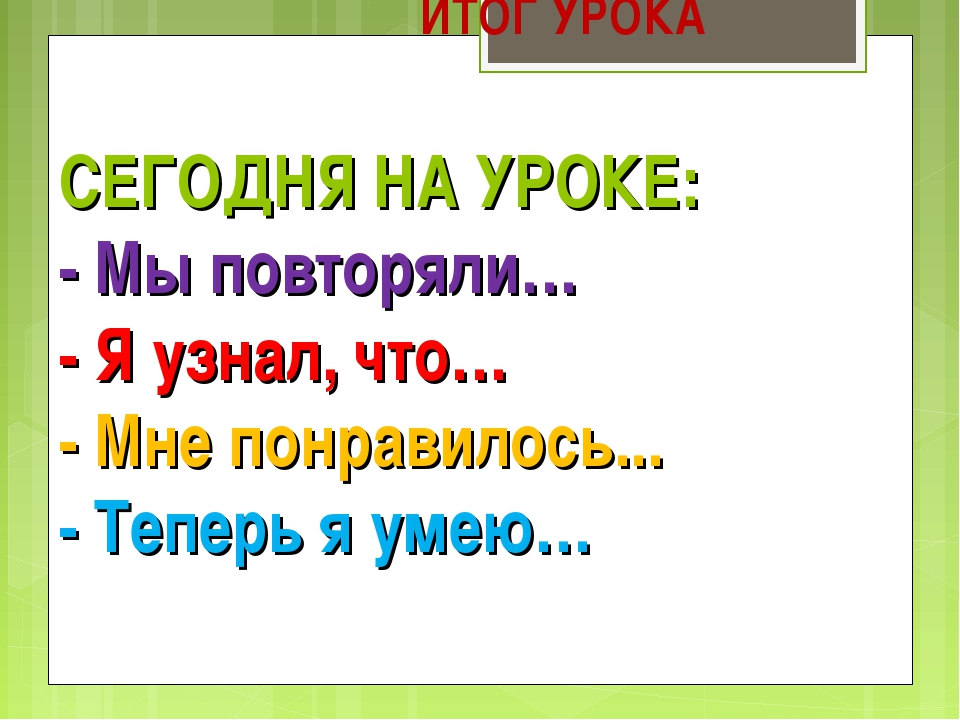 ИТОГ УРОКА
СЕГОДНЯ НА УРОКЕ:
- Мы повторяли...
- Я узнал, что...
- Мне понравилось...
- Теперь я умею...